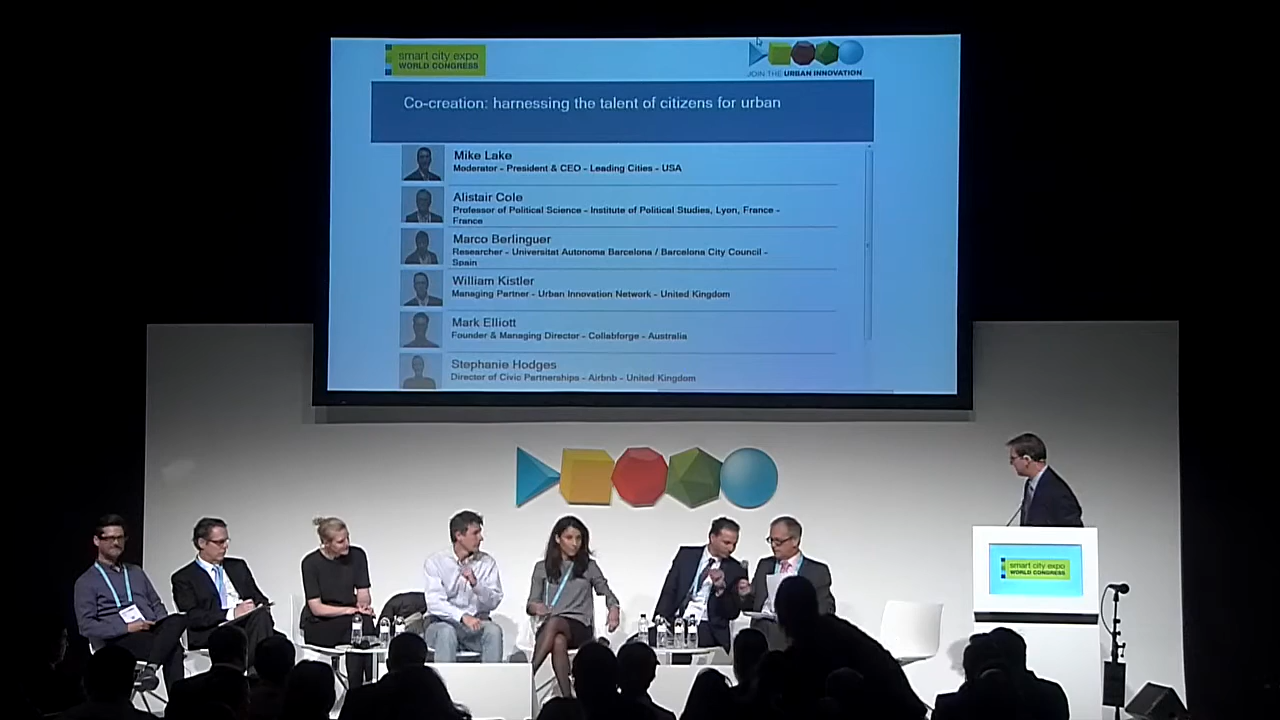 smart city expo
WORLD CONGRESS
JOIN THE URBAN INNOVATION
Co-creation: harnessing the talent of citizens for urban
Mike Lake
Moderator - President & CEO - Leading Cities - USA
Alistair Cole
Professor of Political Science - Institute of Political Studies, Lyon, France -
France
Marco Berlinguer
Researcher - Universitat Autonoma Barcelona / Barcelona City Council -
Spain
William Kistler
Managing Partner - Urban Innovation Network - United Kingdom
Mark Elliott
Founder & Managing Director - Collabforge - Australia
Stephanie Hodges
Director of Civic Partnerships - Airbnb - United Kingdom
smart city expo
WORLD CONGRESS